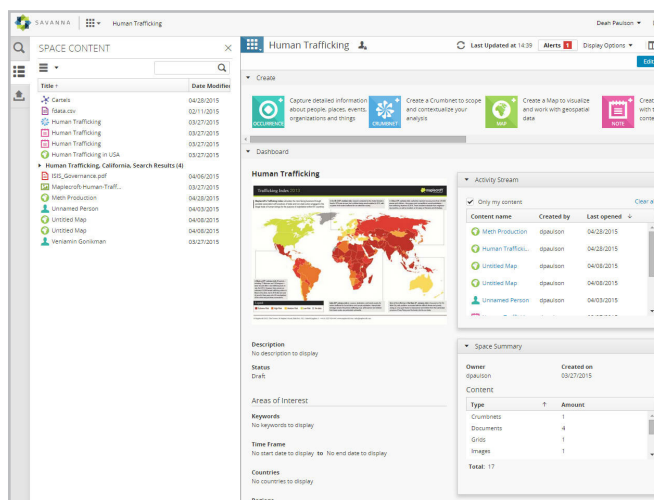 SAVANNA
Human Trafficking
Dean Paulson
SPACE CONTENT
Title
Date Modified
Cartels 04/28/2015
fdata.csv 02/11/2015
Human Trafficking 03/27/2015
Human Trafficking 03/27/2015
Human Trafficking 03/27/2015
Human Trafficking in USA 03/27/2015
Human Trafficking, California, Search Results (4)
ISIS_Governance.pdf 04/06/2015
Maplecroft-Human-Traff... 03/27/2015
Meth Production 04/28/2015
Unnamed Person 04/03/2015
Untitled Map 04/08/2015
Untitled Map 04/08/2015
Veniamin Gonikman 03/27/2015
Human Trafficking
Last Updated at 14:39
Alerts 1
Display Options
Edit
Create
OCCURRENCE
Capture detailed information
about people, places, events,
organizations and things
CRUMBNET
Create a Crumbnet to scope
and contextualize your
analysis
MAP
Create a Map to visualize
and work with geospatial
data
NOTE
Creat
with t
conte
Dashboard
Human Trafficking
Trafficking Index 2013
maplecroft
Description
No description to display
Status
Draft
Areas of Interest
Keywords
No keywords to display
Time Frame
No start date to display to No end date to display
Countries
No countries to display
Regions
Activity Stream
Only my content
Clear a
Content name Created by Last opened
Meth Production dpaulson 04/28/2015
Human Traffickin... dpaulson 04/28/2015
Untitled Map dpaulson 04/08/2015
Untitled Map dpaulson 04/08/2015
Unnamed Person dpaulson 04/03/2015
Space Summary
Owner
dpaulson
Created on
03/27/2015
Content
Type Amount
Crumbnets 1
Documents 4
Grids 1
Images 1
Total: 17